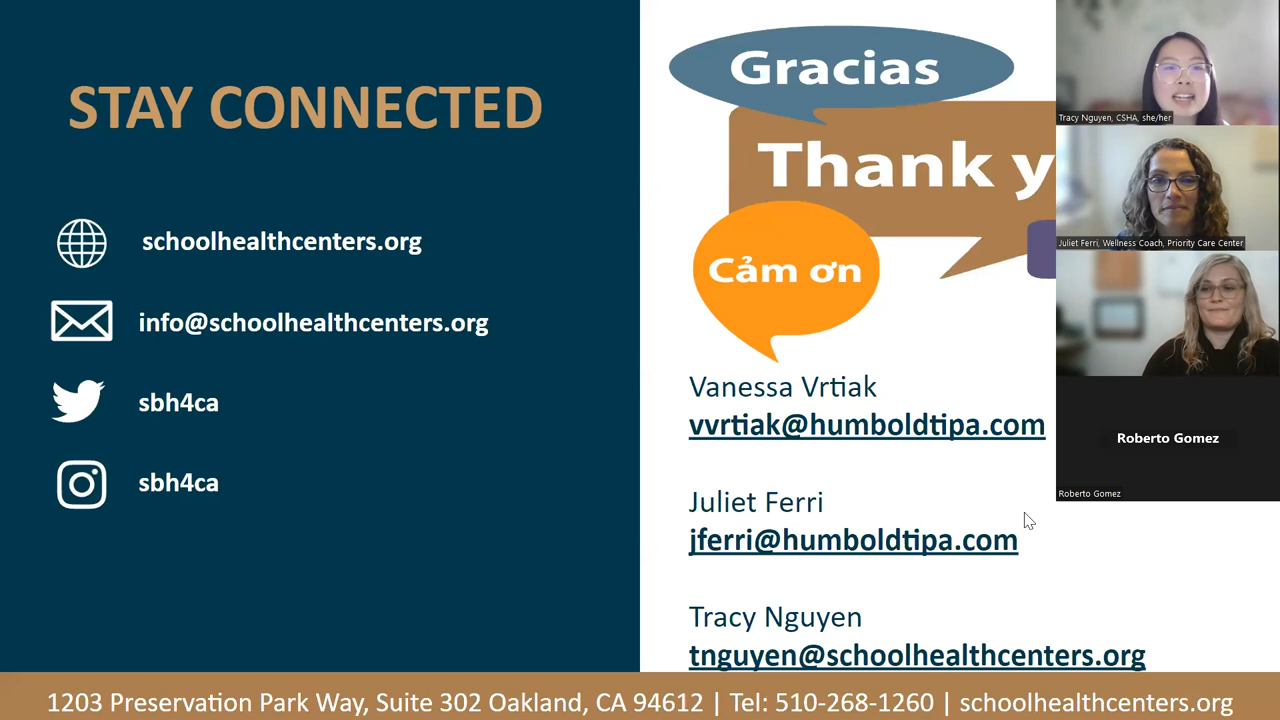 STAY CONNECTED
schoolhealthcenters.org
info@schoolhealthcenters.org
sbh4ca
sbh4ca
Gracias
Thank y
Cảm ơn
Vanessa Vrtiak
vvrtiak@humboldtipa.com
Juliet Ferri
jferri@humboldtipa.com
Tracy Nguyen
tnguyen@schoolhealthcenters.org
Tracy Nguyen, CSHA, she/her
Juliet Ferri, Wellness Coach, Priority Care Center
Roberto Gomez
Roberto Gomez
1203 Preservation Park Way, Suite 302 Oakland, CA 94612 | Tel: 510-268-1260 | schoolhealthcenters.org